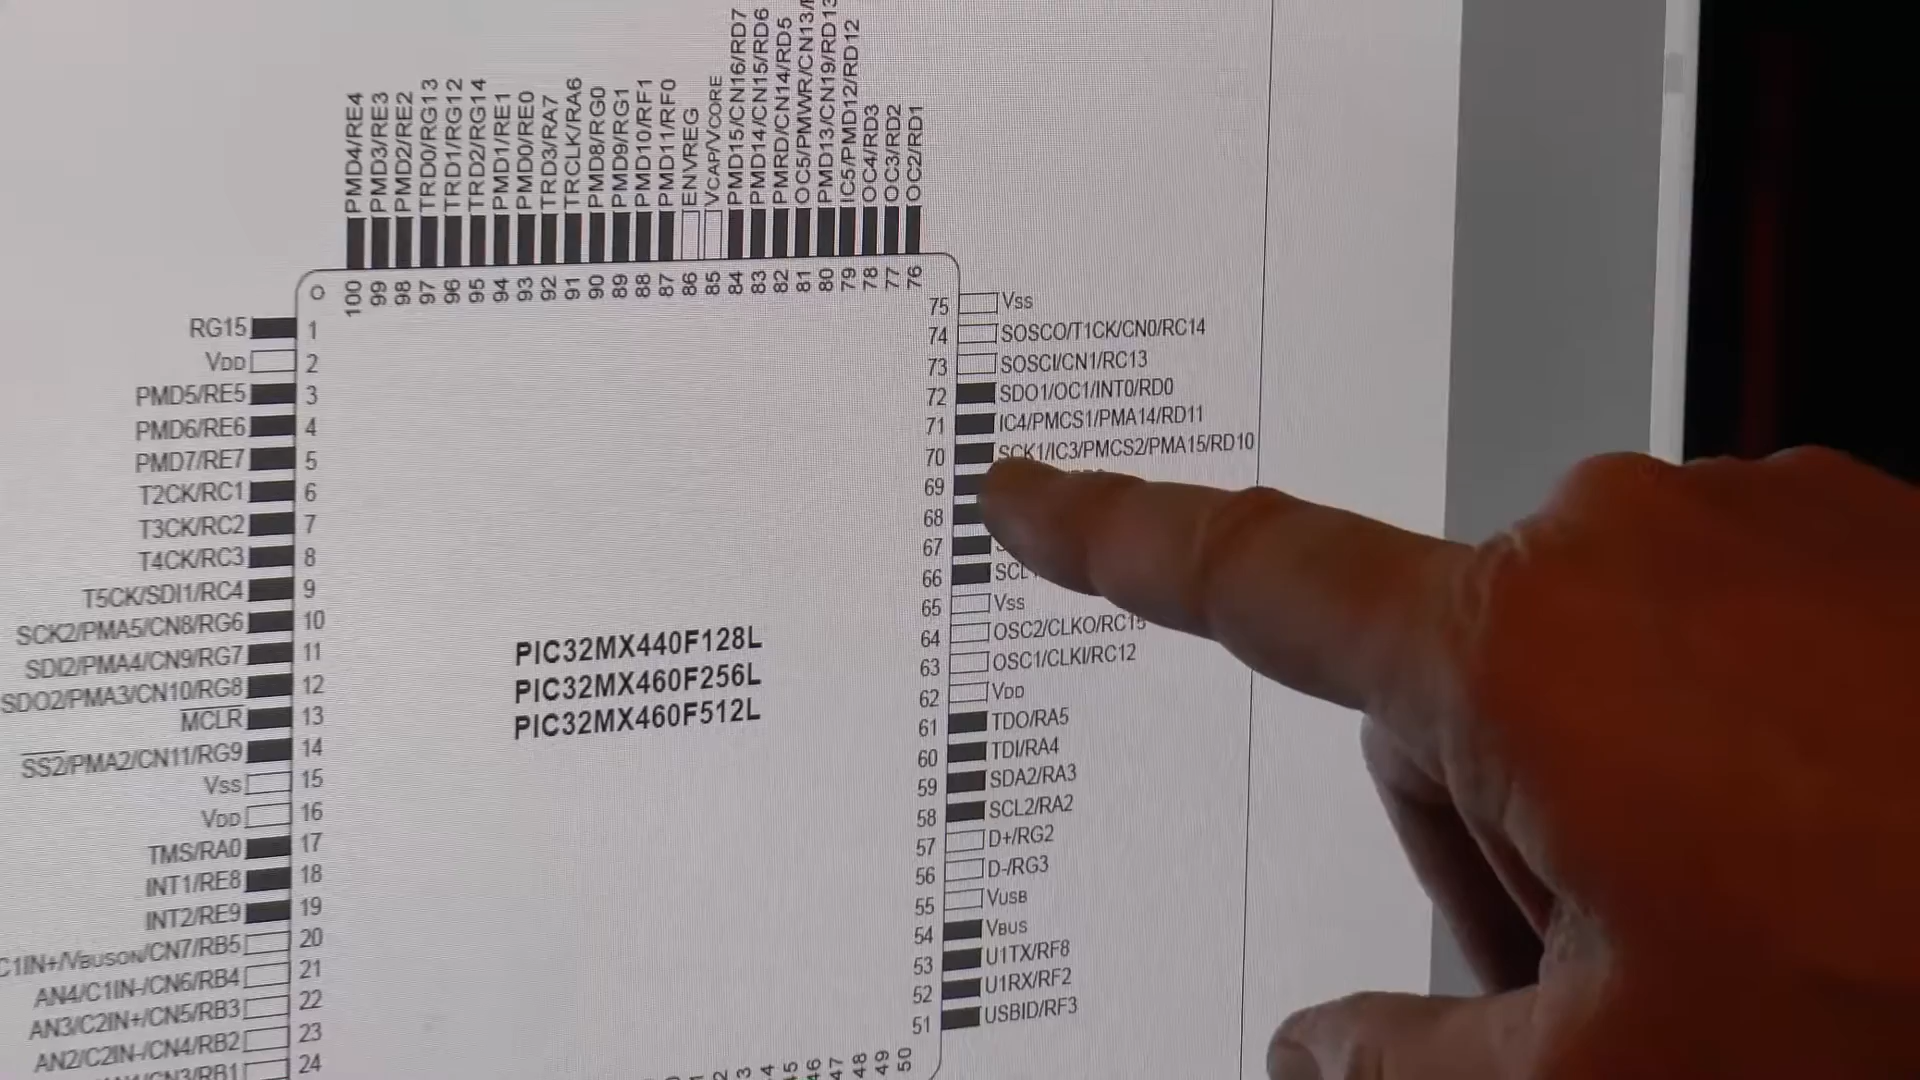 PMD4/RE4
PMD3/RE3
PMD2/RE2
TRD0/RG13
TRD1/RG12
TRD2/RG14
PMD1/RE1
PMD0/RE0
TRD3/RA7
TRCLK/RA6
PMD8/RG0
PMD9/RG1
PMD10/RF1
PMD11/RF0
ENVREG
VCAP/VCORE
PMD15/CN16/RD7
PMD14/CN15/RD6
PMRD/CN14/RD5
OC5/PMWR/CN13/
PMD13/CN19/RD13
IC5/PMD12/RD12
OC4/RD3
OC3/RD2
OC2/RD1
100 99 98 97 96 95 94 93 92 91 90 89 88 87 86 85 84 83 82 81 80 79 78 77 76
RG15 1
VDD 2
PMD5/RE5 3
PMD6/RE6 4
PMD7/RE7 5
T2CK/RC1 6
T3CK/RC2 7
T4CK/RC3 8
T5CK/SDI1/RC4 9
SCK2/PMA5/CN8/RG6 10
SDI2/PMA4/CN9/RG7 11
SDO2/PMA3/CN10/RG8 12
MCLR 13
SS2/PMA2/CN11/RG9 14
Vss 15
VDD 16
TMS/RA0 17
INT1/RE8 18
INT2/RE9 19
C1IN+/VBUSON/CN7/RB5 20
AN4/C1IN-/CN6/RB4 21
AN3/C2IN+/CN5/RB3 22
AN2/C2IN-/CN4/RB2 23
CN3/RB1 24
PIC32MX440F128L
PIC32MX460F256L
PIC32MX460F512L
75 Vss
74 SOSCO/T1CK/CN0/RC14
73 SOSCI/CN1/RC13
72 SDO1/OC1/INT0/RD0
71 IC4/PMCS1/PMA14/RD11
70 SCK1/IC3/PMCS2/PMA15/RD10
69
68
67
66 SCL
65 Vss
64 OSC2/CLKO/RC15
63 OSC1/CLKI/RC12
62 VDD
61 TDO/RA5
60 TDI/RA4
59 SDA2/RA3
58 SCL2/RA2
57 D+/RG2
56 D-/RG3
55 VUSB
54 VBUS
53 U1TX/RF8
52 U1RX/RF2
51 USBID/RF3
48 49 50